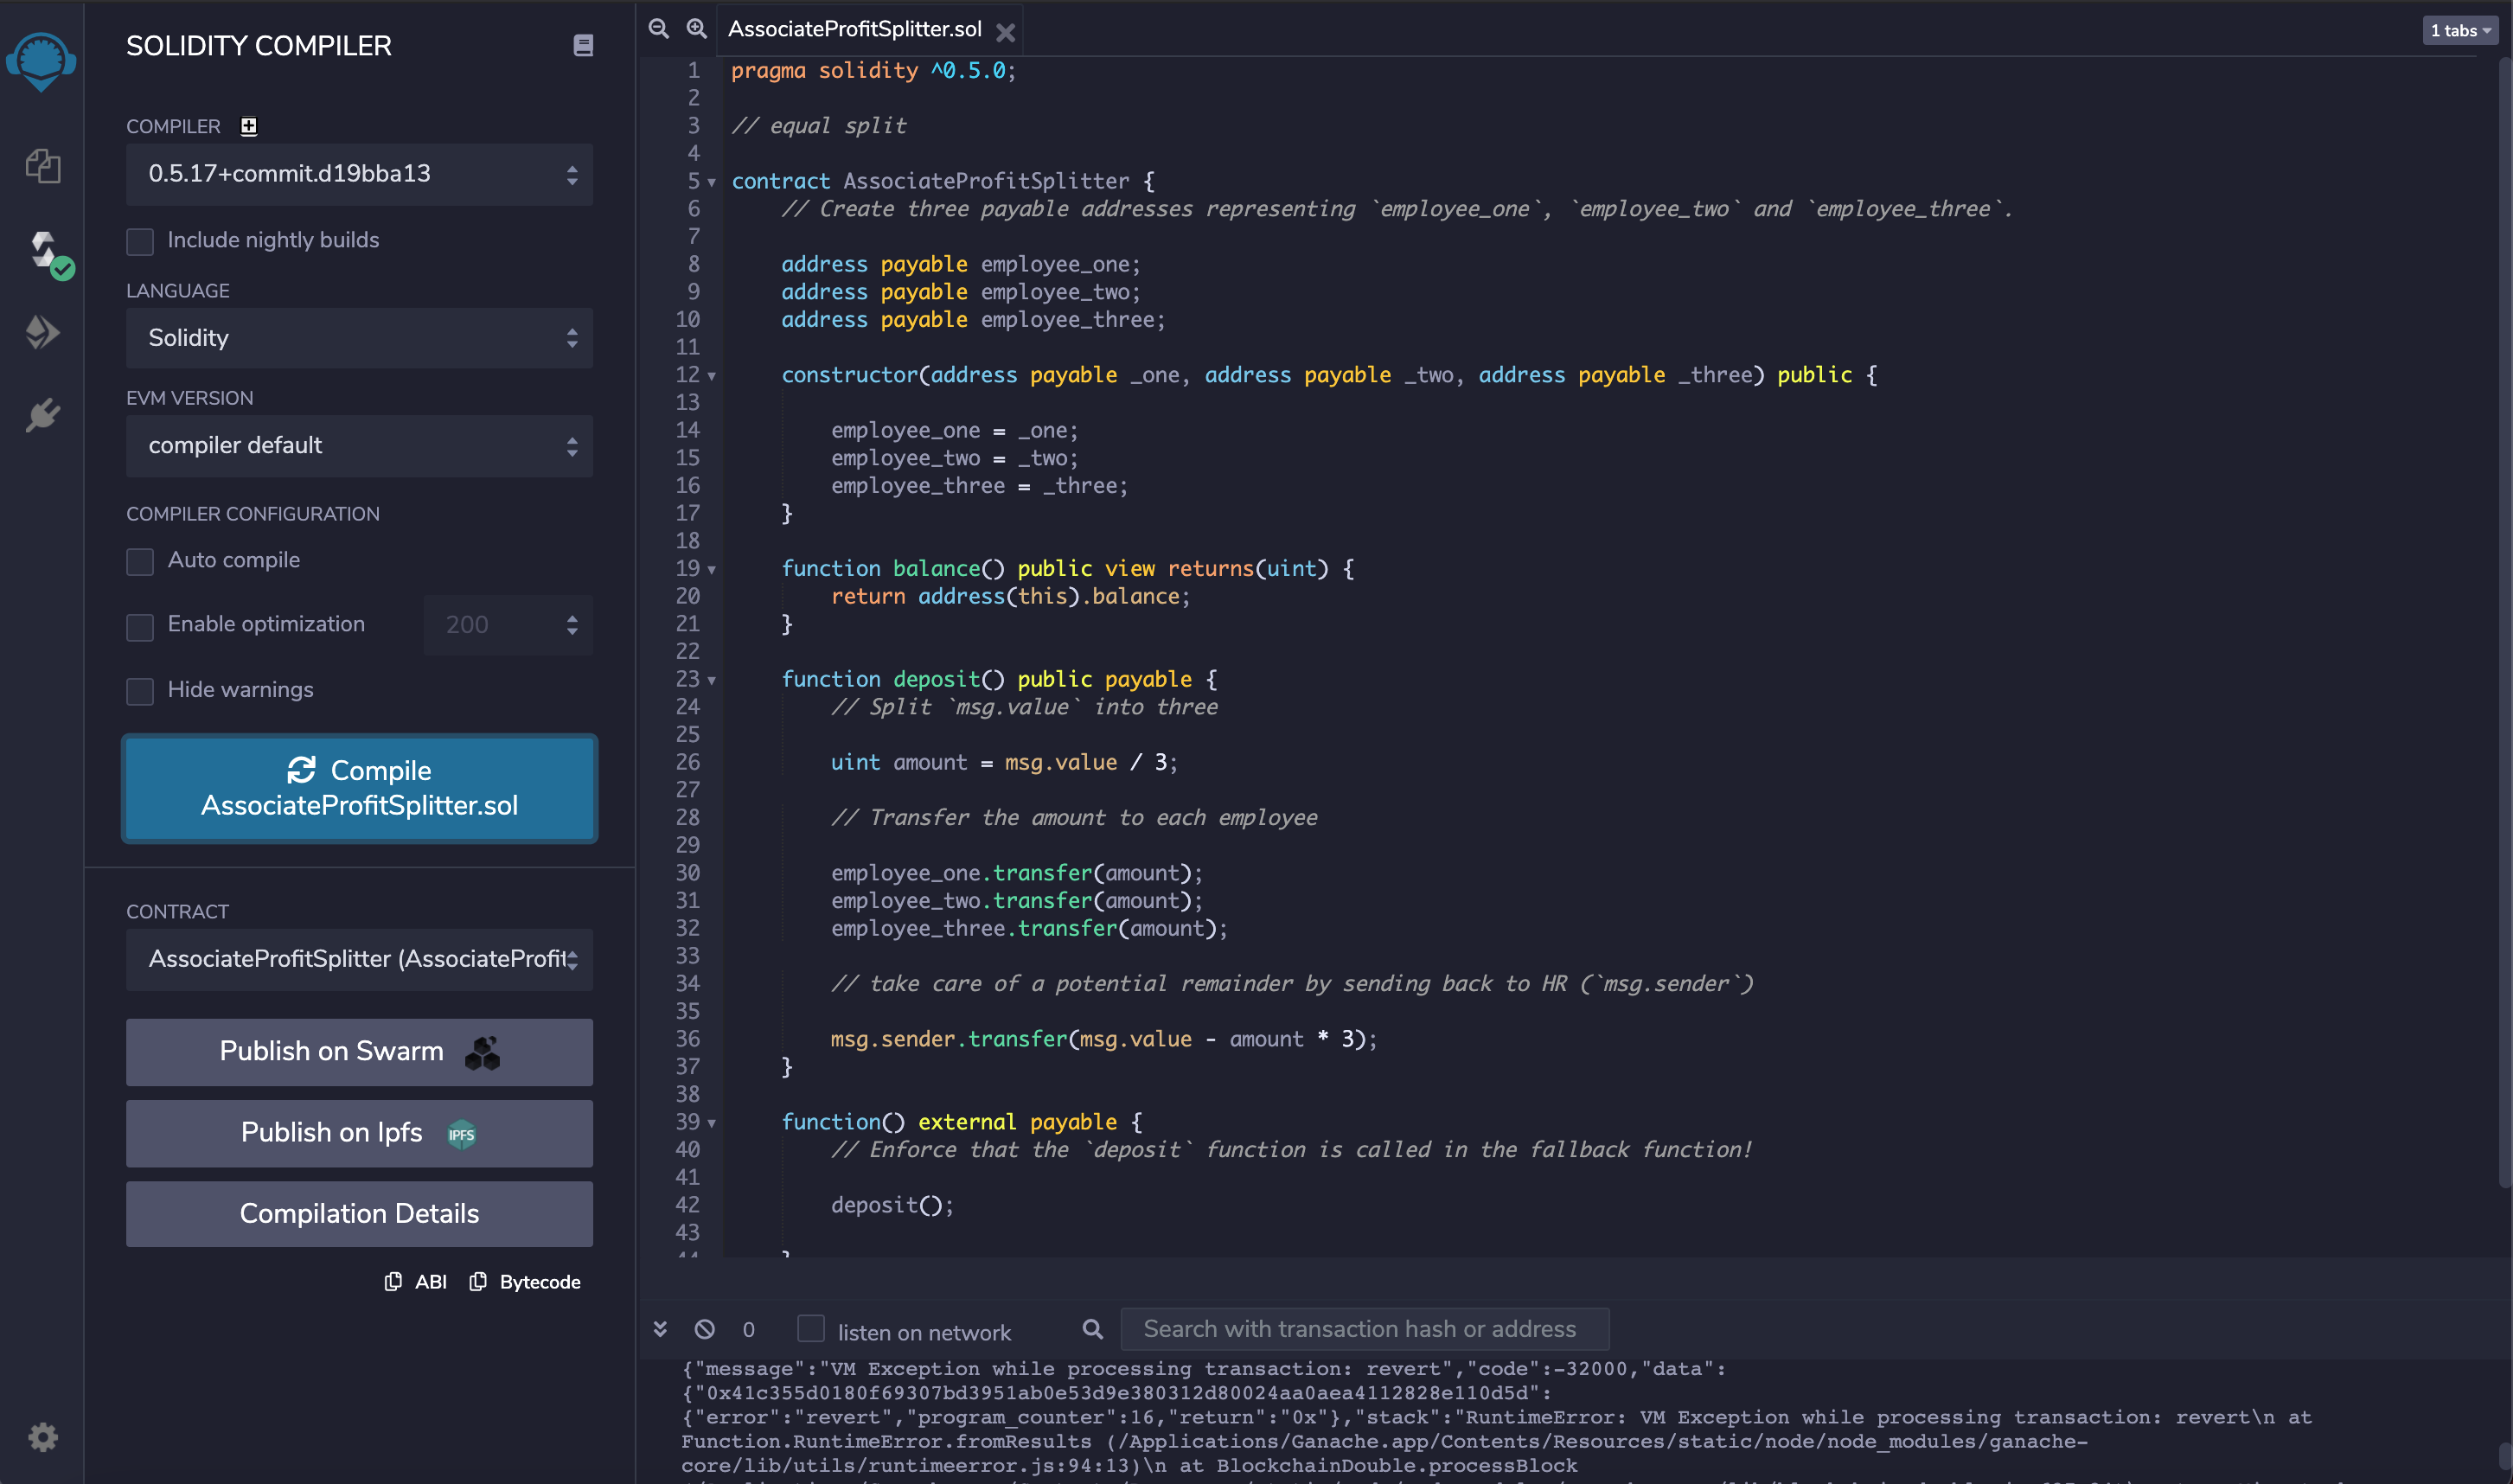 SOLIDITY COMPILER
COMPILER
0.5.17+commit.d19bba13
Include nightly builds
LANGUAGE
Solidity
EVM VERSION
compiler default
COMPILER CONFIGURATION
Auto compile
Enable optimization
200
Hide warnings
Compile
AssociateProfitSplitter.sol
CONTRACT
AssociateProfitSplitter (AssociateProfit
Publish on Swarm
Publish on Ipfs IPFS
Compilation Details
ABI Bytecode
AssociateProfitSplitter.sol
1 tabs
1 pragma solidity ^0.5.0;
2
3 // equal split
4
5 contract AssociateProfitSplitter {
6 // Create three payable addresses representing `employee_one`, `employee_two` and `employee_three`.
7
8 address payable employee_one;
9 address payable employee_two;
10 address payable employee_three;
11
12 constructor(address payable _one, address payable _two, address payable _three) public {
13
14 employee_one = _one;
15 employee_two = _two;
16 employee_three = _three;
17 }
18
19 function balance() public view returns(uint) {
20 return address(this).balance;
21 }
22
23 function deposit() public payable {
24 // Split `msg.value` into three
25
26 uint amount = msg.value / 3;
27
28 // Transfer the amount to each employee
29
30 employee_one.transfer(amount);
31 employee_two.transfer(amount);
32 employee_three.transfer(amount);
33
34 // take care of a potential remainder by sending back to HR (`msg.sender`)
35
36 msg.sender.transfer(msg.value - amount * 3);
37 }
38
39 function() external payable {
40 // Enforce that the `deposit` function is called in the fallback function!
41
42 deposit();
43
0
listen on network
Search with transaction hash or address
{"message":"VM Exception while processing transaction: revert","code":-32000,"data":
{"0x41c355d0180f69307bd3951ab0e53d9e380312d80024aa0aea4112828e110d5d":
{"error":"revert","program_counter":16,"return":"0x"},"stack":"RuntimeError: VM Exception while processing transaction: revert\n at
Function.RuntimeError.fromResults (/Applications/Ganache.app/Contents/Resources/static/node/node_modules/ganache-
core/lib/utils/runtimeerror.js:94:13)\n at BlockchainDouble.processBlock